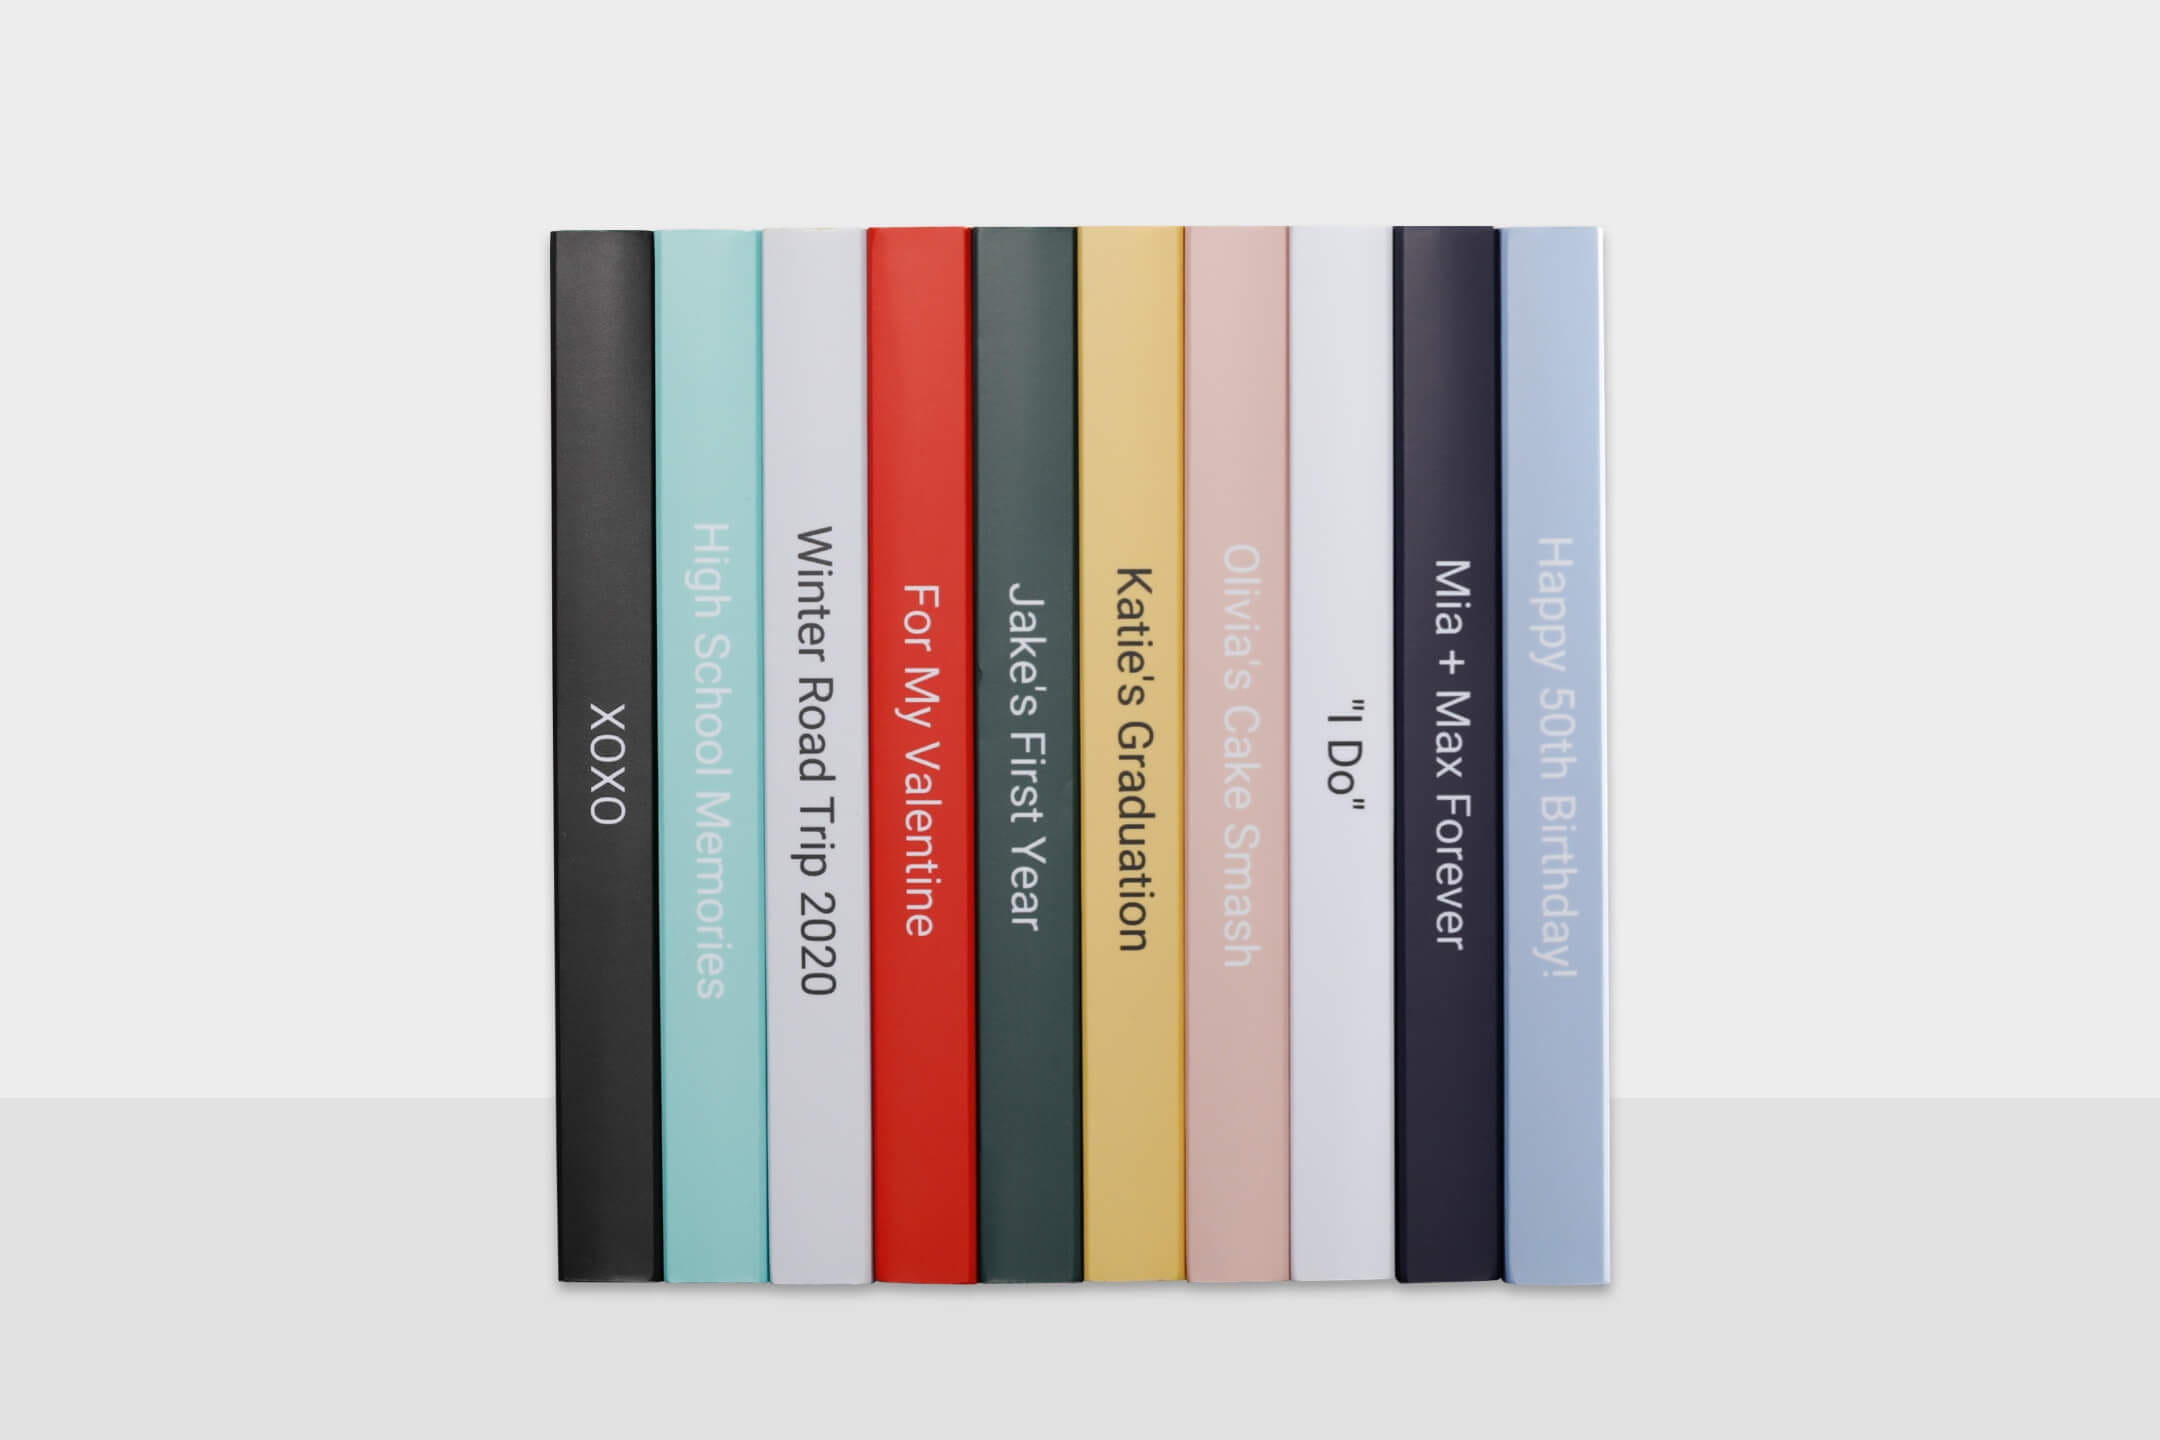 XOXO
High School Memories
Winter Road Trip 2020
For My Valentine
Jake's First Year
Katie's Graduation
Olivia's Cake Smash
"I Do"
Mia + Max Forever
Happy 50th Birthday!